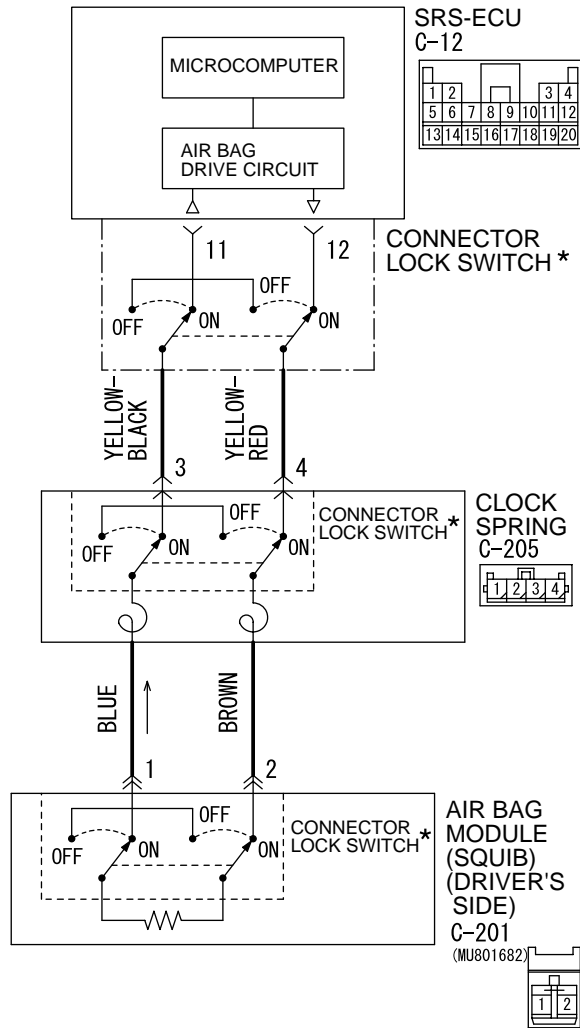 SRS-ECU
C-12
MICROCOMPUTER
AIR BAG
DRIVE CIRCUIT
1 2 3 4
5 6 7 8 9 10 11 12
13 14 15 16 17 18 19 20
11 12
CONNECTOR
LOCK SWITCH *
OFF
OFF ON ON
YELLOW-
BLACK
YELLOW-
RED
3 4
CLOCK
SPRING
C-205
CONNECTOR
LOCK SWITCH *
OFF
OFF ON ON
1 2 3 4
BLUE
BROWN
1 2
AIR BAG
MODULE
(SQUIB)
(DRIVER'S
SIDE)
C-201
(MU801682)
CONNECTOR
LOCK SWITCH *
OFF
OFF ON ON
1 2